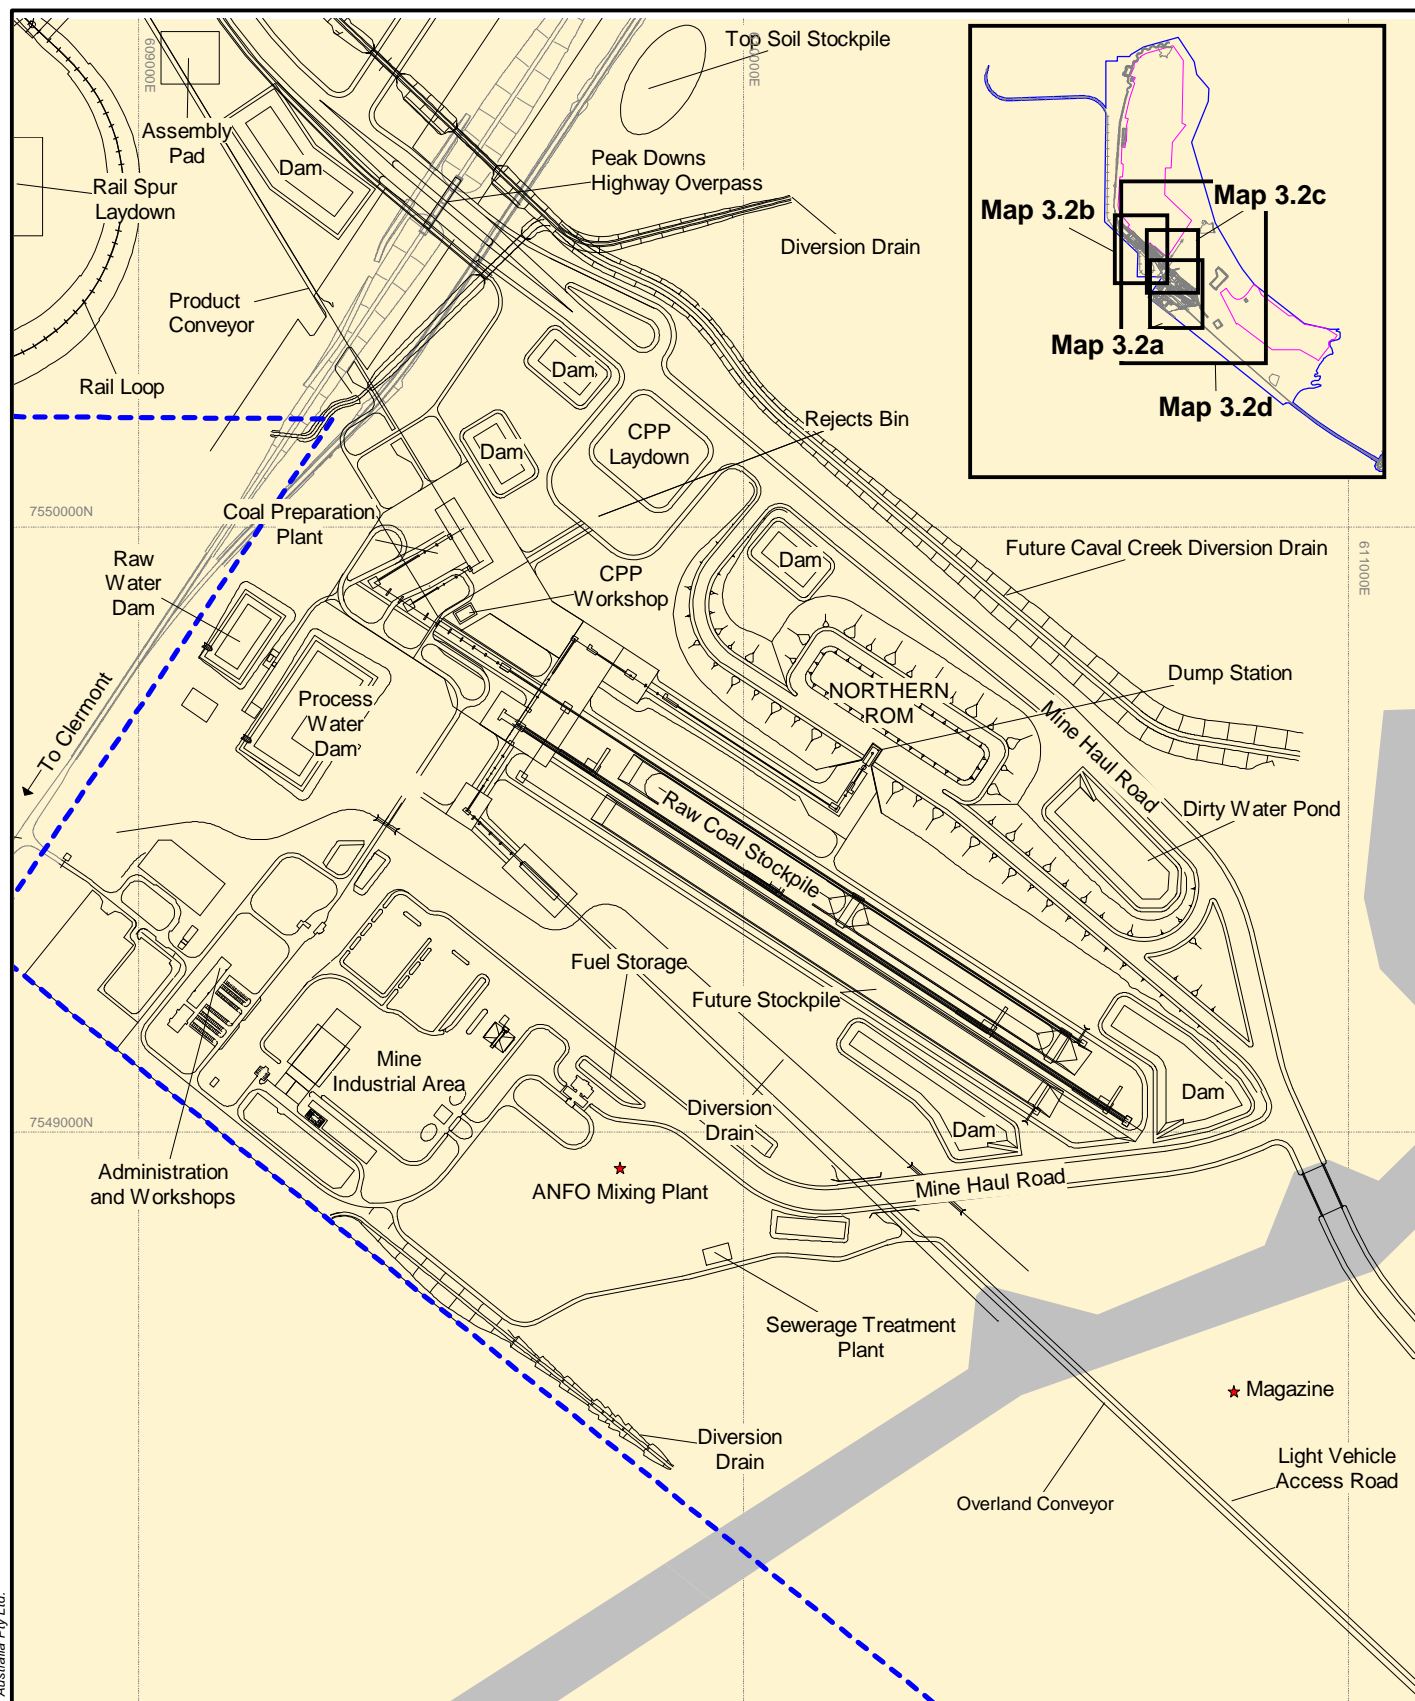 609000E
610000E
Top Soil Stockpile
Assembly
Pad
Dam
Peak Downs
Highway Overpass
Rail Spur
Laydown
Diversion Drain
Map 3.2b
Map 3.2c
Map 3.2a
Map 3.2d
Product
Conveyor
Rail Loop
Dam
Rejects Bin
CPP
Laydown
Dam
7550000N
Coal Preparation
Plant
Raw
Water
Dam
CPP
Workshop
Dam
Future Caval Creek Diversion Drain
611000E
To Clermont
Process
Water
Dam
NORTHERN
ROM
Dump Station
Mine Haul Road
Raw Coal Stockpile
Dirty Water Pond
Fuel Storage
Future Stockpile
Mine
Industrial Area
Diversion
Drain
Dam
Dam
7549000N
Administration
and Workshops
ANFO Mixing Plant
Mine Haul Road
Sewerage Treatment
Plant
Magazine
Diversion
Drain
Light Vehicle
Access Road
Overland Conveyor
Australia Pty Ltd.